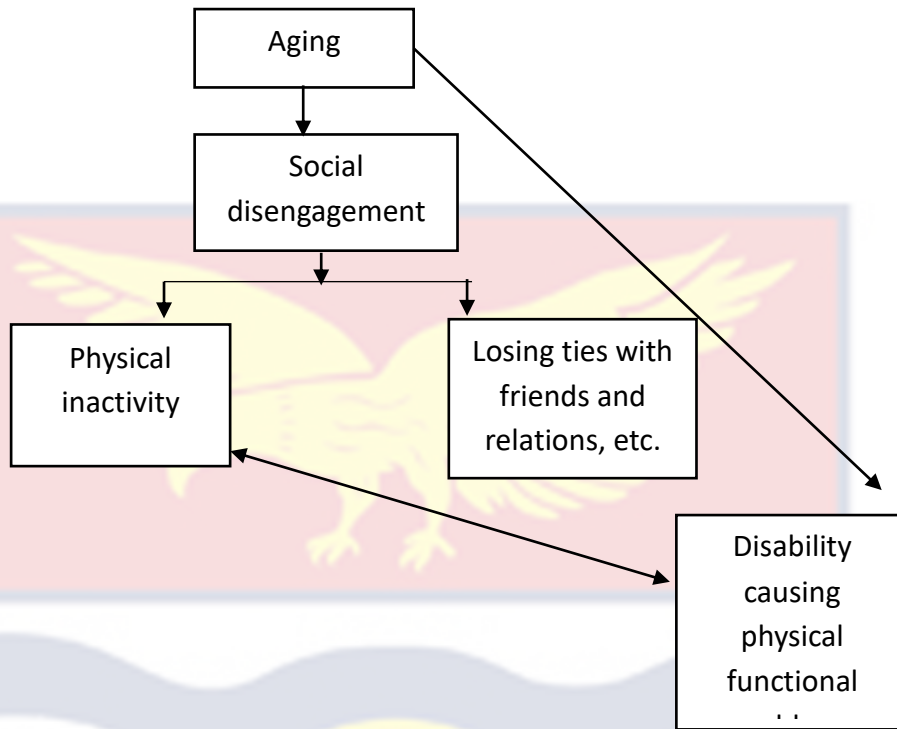 Aging
Social
disengagement
Physical
inactivity
Losing ties with
friends and
relations, etc.
Disability
causing
physical
functional